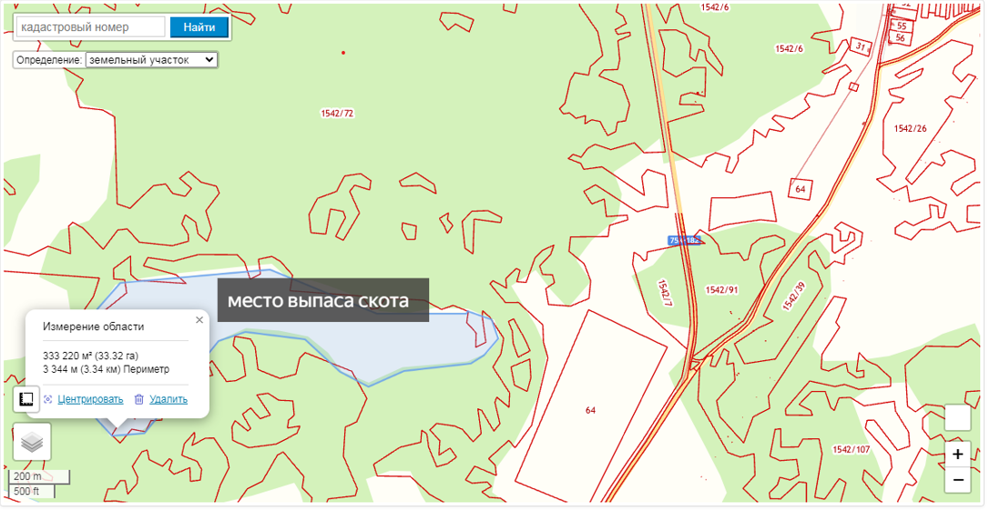 кадастровый номер
Найти
Определение: земельный участок
1542/6
1542/6
55
56
31
1542/72
1542/26
64
1542/7
1542/91
1542/39
место выпаса скота
Измерение области
×
333 220 м² (33.32 га)
3 344 м (3.34 км) Периметр
Центрировать
Удалить
64
1542/107
+
−
200 m
500 ft